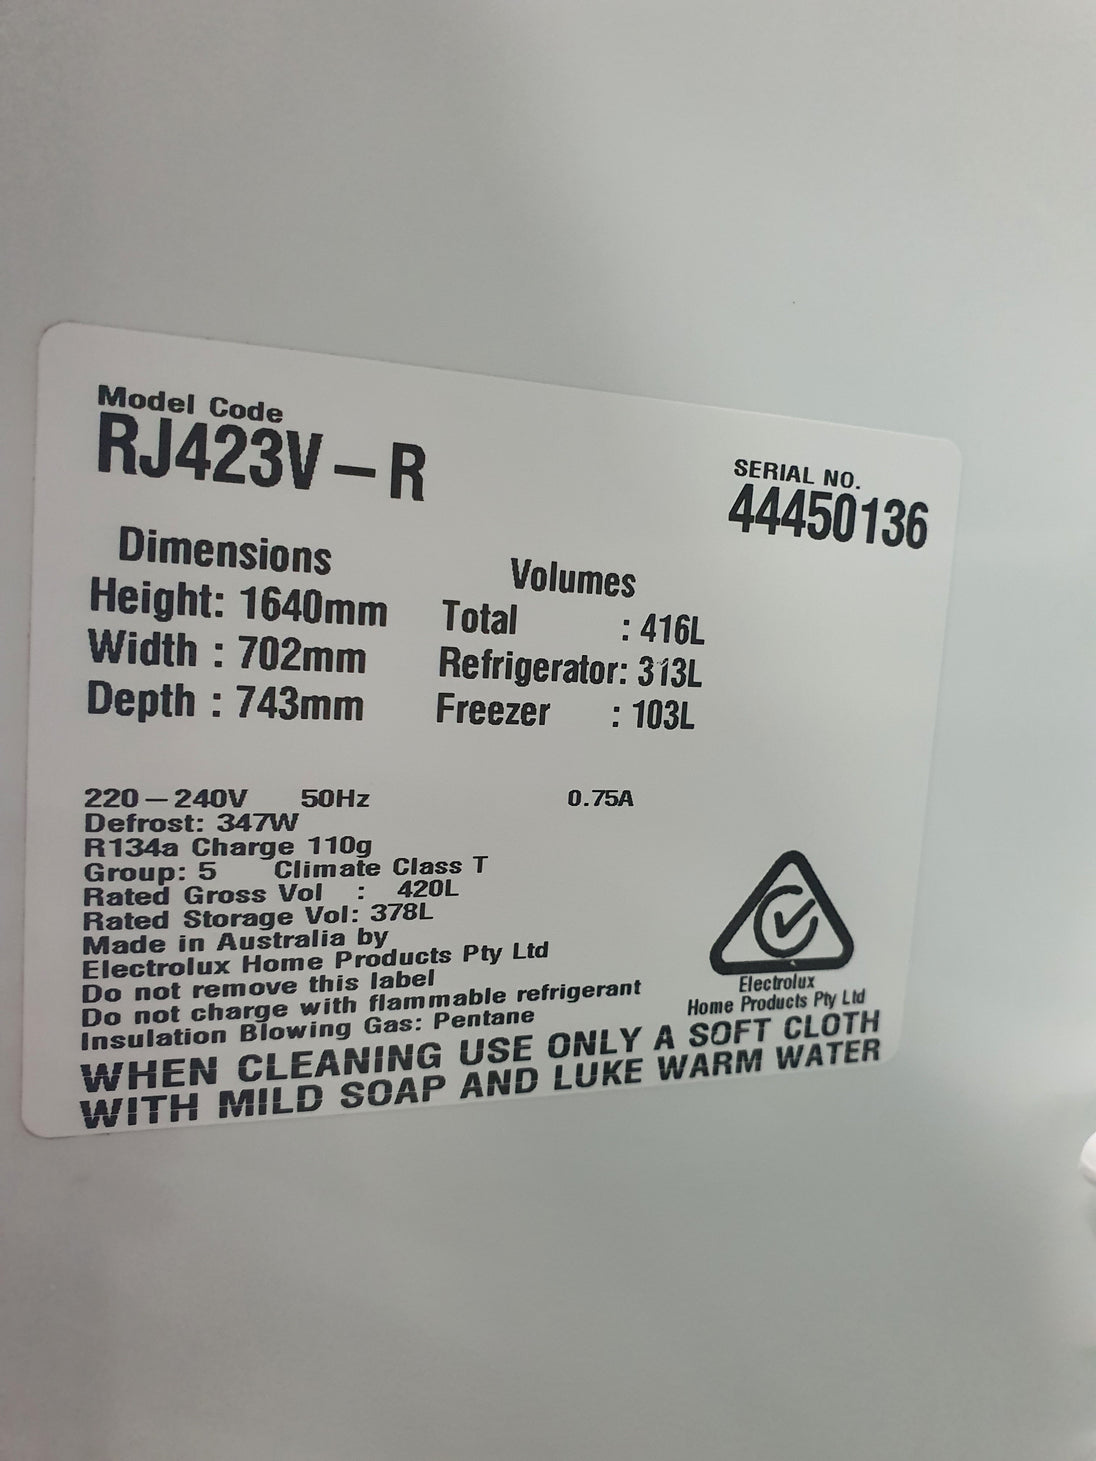 Model Code
RJ423V-R
SERIAL NO.
44450136
Dimensions
Height: 1640mm
Width : 702mm
Depth : 743mm
Volumes
Total : 416L
Refrigerator: 313L
Freezer : 103L
220-240V 50Hz 0.75A
Defrost: 347W
R134a Charge 110g
Group: 5 Climate Class T
Rated Gross Vol : 420L
Rated Storage Vol: 378L
Made in Australia by
Electrolux Home Products Pty Ltd
Do not remove this label
Do not charge with flammable refrigerant
Insulation Blowing Gas: Pentane
Electrolux
Home Products Pty Ltd
WHEN CLEANING USE ONLY A SOFT CLOTH
WITH MILD SOAP AND LUKE WARM WATER